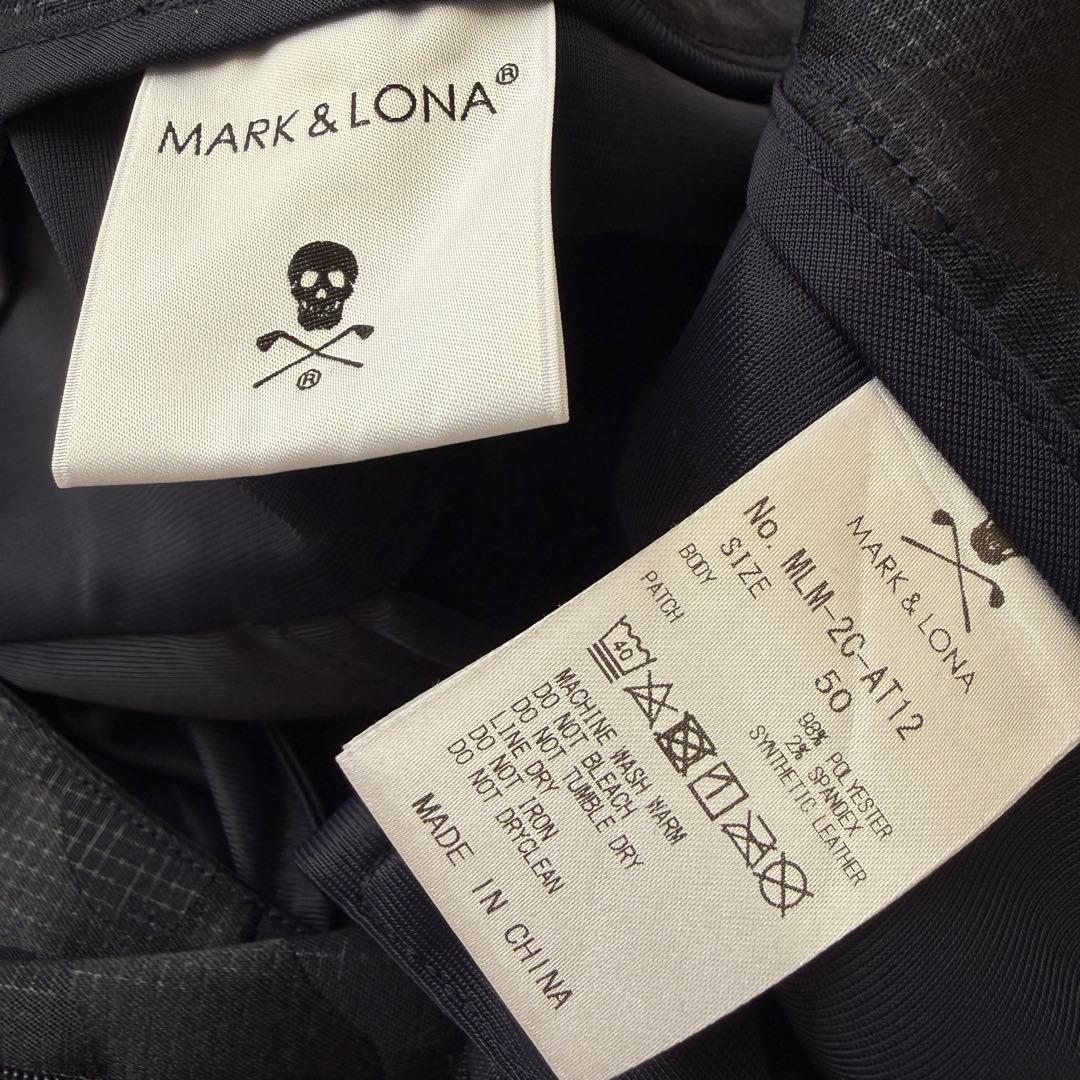 MARK & LONA®
®
MARK & LONA
No. MLM-2C-AT12
SIZE 50
BODY 98% POLYESTER
2% SPANDEX
PATCH SYNTHETIC LEATHER
40
MACHINE WASH WARM
DO NOT BLEACH
DO NOT TUMBLE DRY
LINE DRY
DO NOT IRON
DO NOT DRYCLEAN
MADE IN CHINA